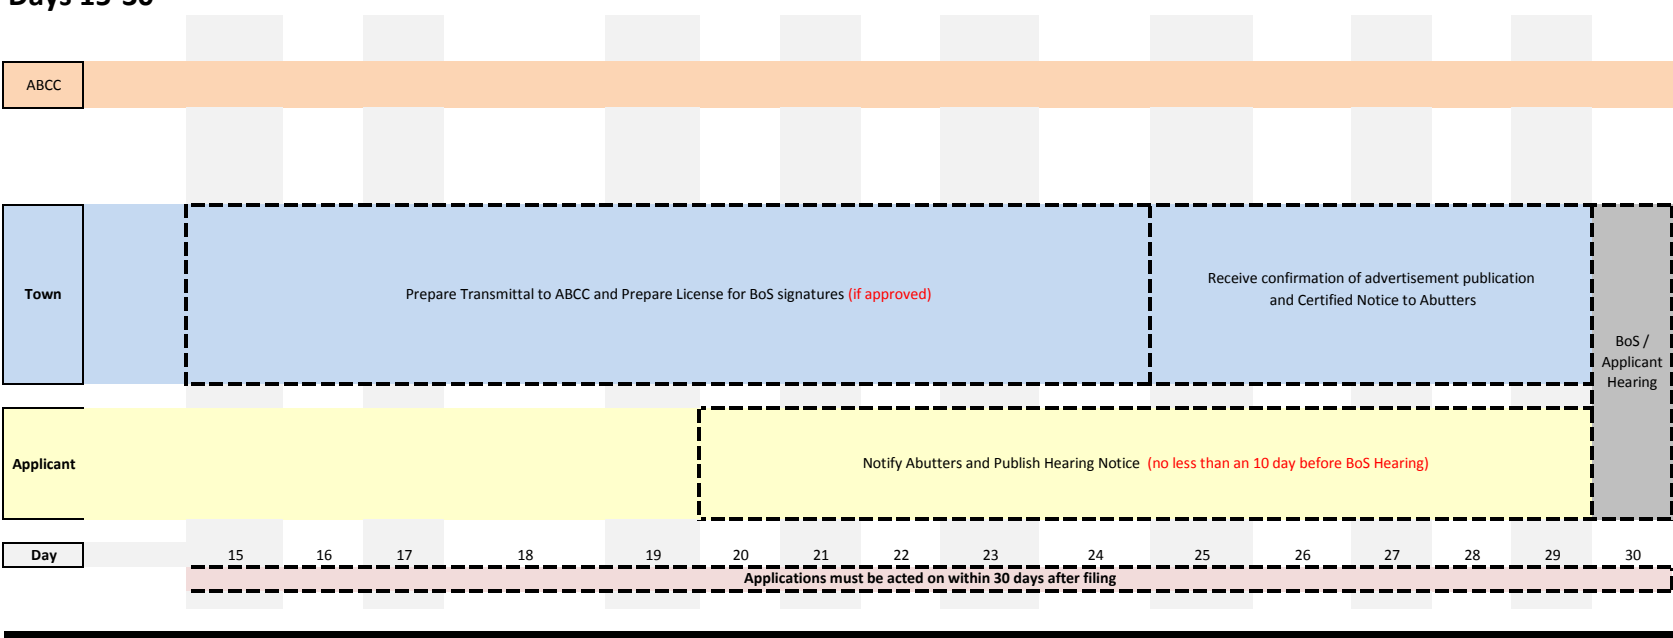 Days 15-30
ABCC
Town
Prepare Transmittal to ABCC and Prepare License for BoS signatures (if approved)
Receive confirmation of advertisement publication
and Certified Notice to Abutters
BoS /
Applicant
Hearing
Applicant
Notify Abutters and Publish Hearing Notice (no less than an 10 day before BoS Hearing)
Day 15 16 17 18 19 20 21 22 23 24 25 26 27 28 29 30
Applications must be acted on within 30 days after filing